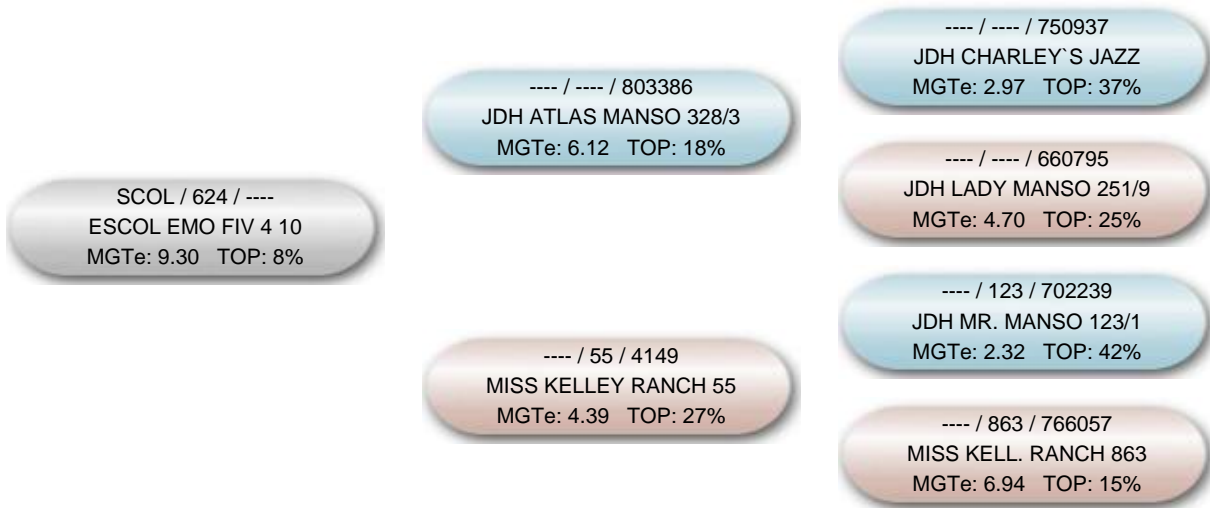 SCOL / 624 / ----
ESCOL EMO FIV 4 10
MGTe: 9.30 TOP: 8%
---- / ---- / 803386
JDH ATLAS MANSO 328/3
MGTe: 6.12 TOP: 18%
---- / 55 / 4149
MISS KELLEY RANCH 55
MGTe: 4.39 TOP: 27%
---- / ---- / 750937
JDH CHARLEY`S JAZZ
MGTe: 2.97 TOP: 37%
---- / ---- / 660795
JDH LADY MANSO 251/9
MGTe: 4.70 TOP: 25%
---- / 123 / 702239
JDH MR. MANSO 123/1
MGTe: 2.32 TOP: 42%
---- / 863 / 766057
MISS KELL. RANCH 863
MGTe: 6.94 TOP: 15%